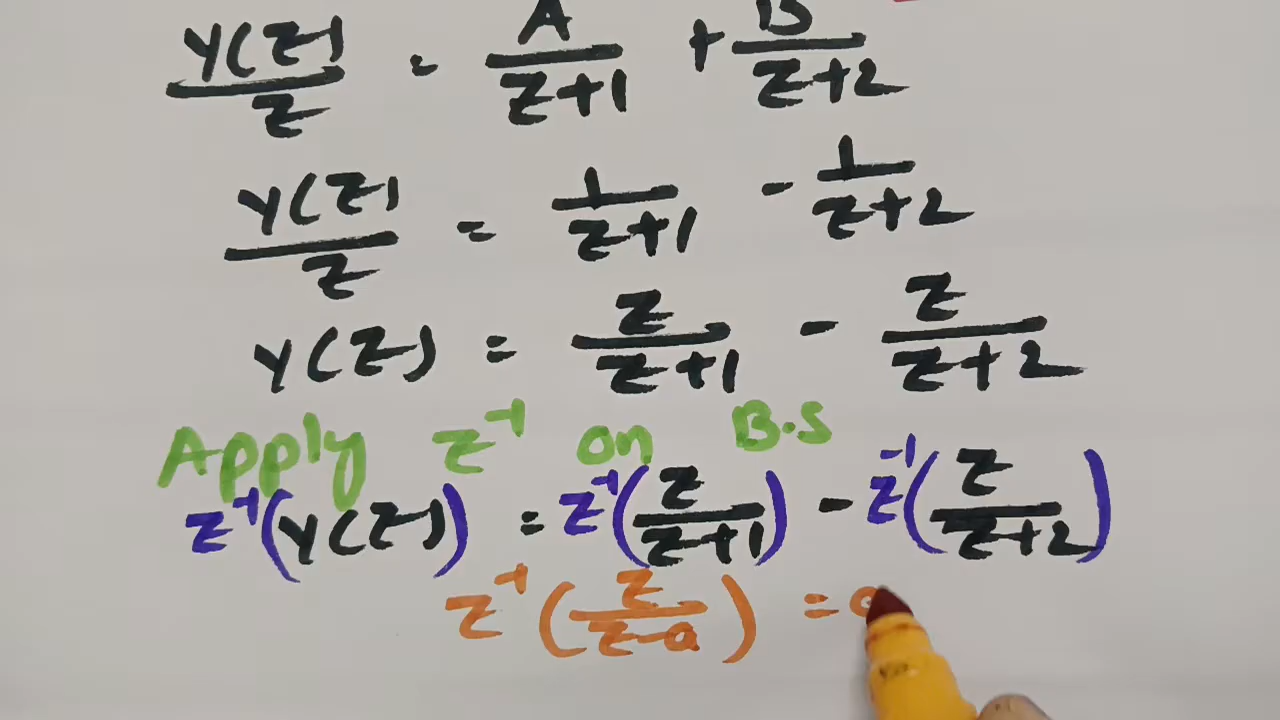 y(z)/z = A/(z+1) + B/(z+2)
y(z)/z = 1/(z+1) - 1/(z+2)
y(z) = z/(z+1) - z/(z+2)
Apply z⁻¹ on B.S
z⁻¹(y(z)) = z⁻¹(z/(z+1)) - z⁻¹(z/(z+2))
z⁻¹(z/(z-a)) =